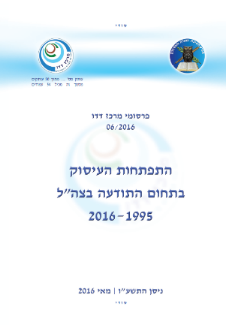 פרסומי מרכז דדו
06/2016
התפתחות העיסוק
בתחום התודעה בצה"ל
2016-1995
ניסן התשע"ו | מאי 2016